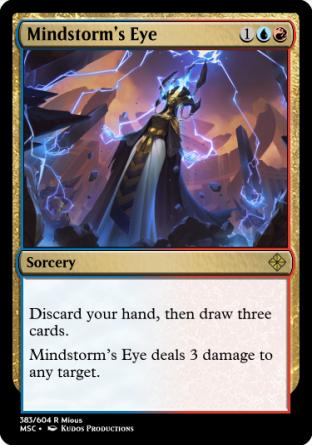 Mindstorm's Eye 1
Sorcery
Discard your hand, then draw three
cards.
Mindstorm's Eye deals 3 damage to
any target.
383/604 R Mious
MSC • Kudos Productions